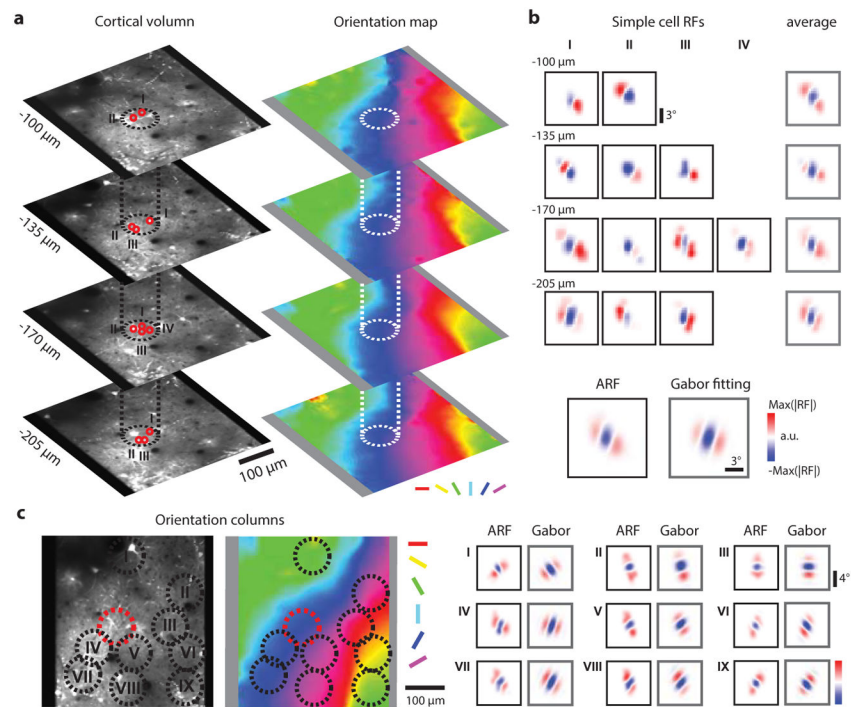 a
Cortical volumn
Orientation map
-100 µm
I
II
-135 µm
I
II
III
-170 µm
I
II
IV
III
-205 µm
I
II
III
100 µm
b
Simple cell RFs
average
I II III IV
-100 µm
3°
-135 µm
-170 µm
-205 µm
ARF
Gabor fitting
Max(|RF|)
a.u.
-Max(|RF|)
3°
c
Orientation columns
II
III
IV
V
VI
VII
VIII
IX
100 µm
ARF Gabor ARF Gabor ARF Gabor
I II III
4°
IV V VI
VII VIII IX